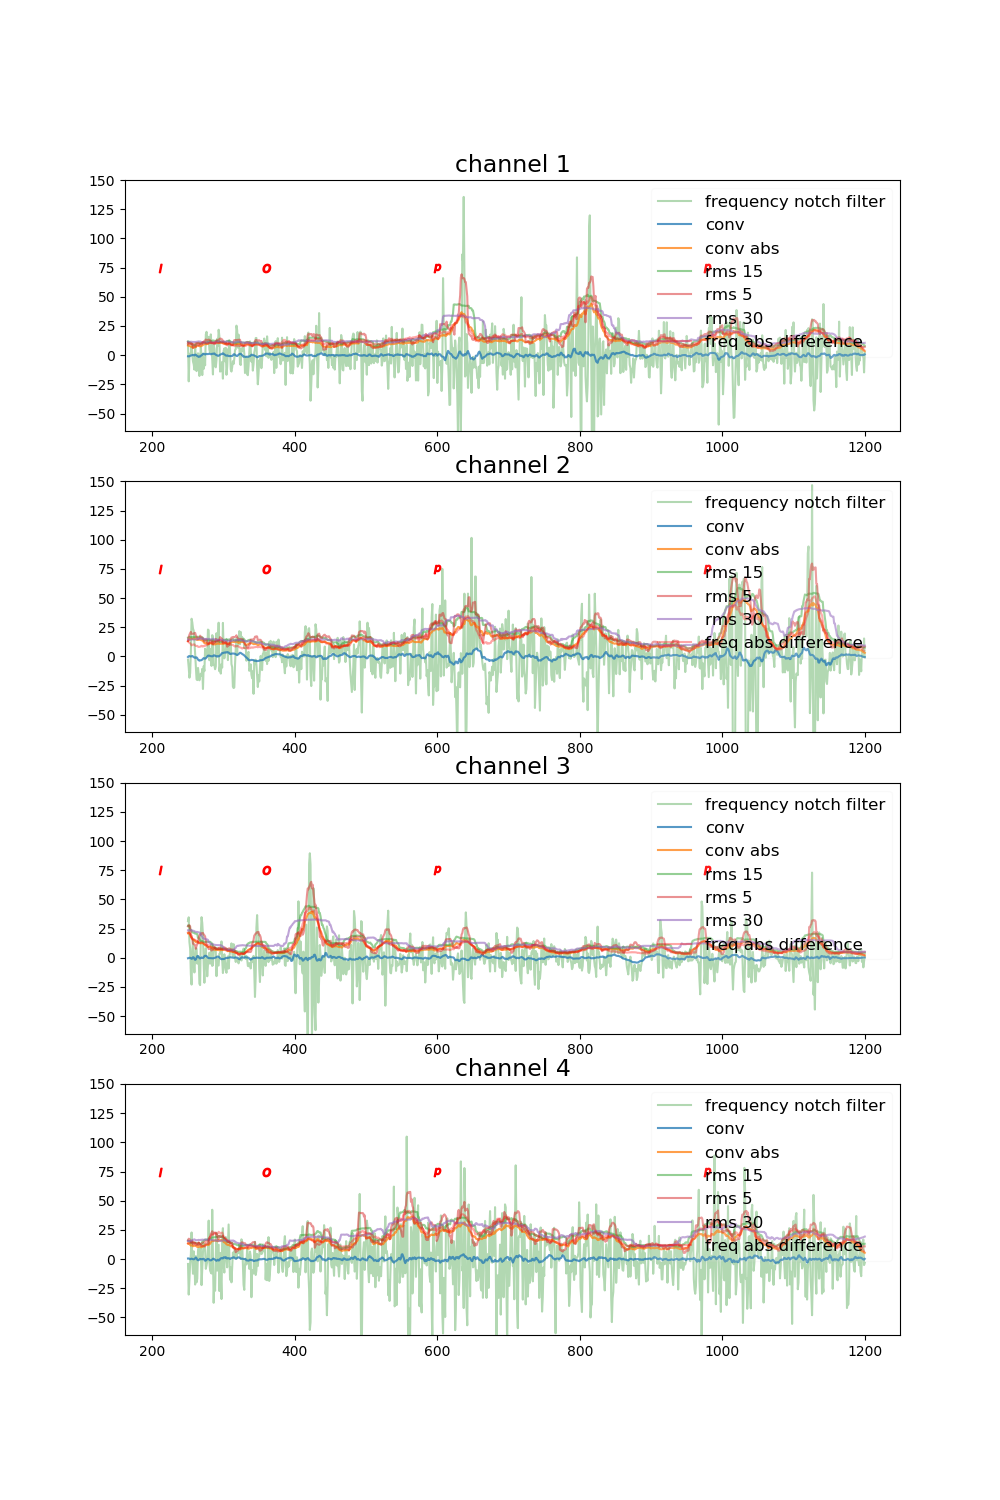 channel 1
150
125
100
75
50
25
0
−25
−50
I O P P
frequency notch filter
conv
conv abs
rms 15
rms 5
rms 30
freq abs difference
200 400 600 800 1000 1200
channel 2
150
125
100
75
50
25
0
−25
−50
I O P P
frequency notch filter
conv
conv abs
rms 15
rms 5
rms 30
freq abs difference
200 400 600 800 1000 1200
channel 3
150
125
100
75
50
25
0
−25
−50
I O P P
frequency notch filter
conv
conv abs
rms 15
rms 5
rms 30
freq abs difference
200 400 600 800 1000 1200
channel 4
150
125
100
75
50
25
0
−25
−50
I O P P
frequency notch filter
conv
conv abs
rms 15
rms 5
rms 30
freq abs difference
200 400 600 800 1000 1200